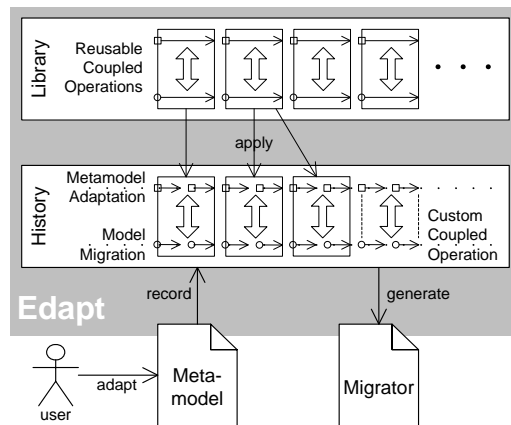 Library
Reusable
Coupled
Operations
. . .
apply
History
Metamodel
Adaptation
Model
Migration
Custom
Coupled
Operation
record
generate
Edapt
user
adapt
Meta-
model
Migrator